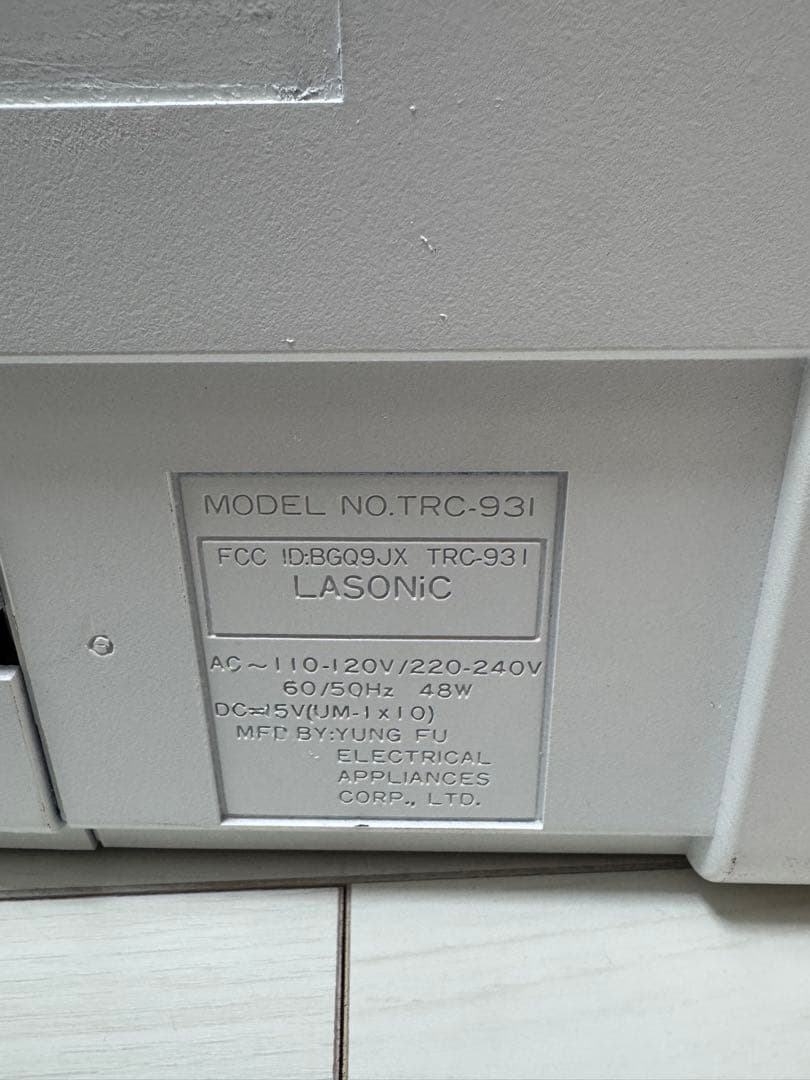 MODEL NO.TRC-931
FCC ID:BGQ9JX TRC-931
LASONiC
AC~110-120V/220-240V
60/50Hz 48W
DC⎓15V(UM-1x10)
MFD BY:YUNG FU
ELECTRICAL
APPLIANCES
CORP., LTD.